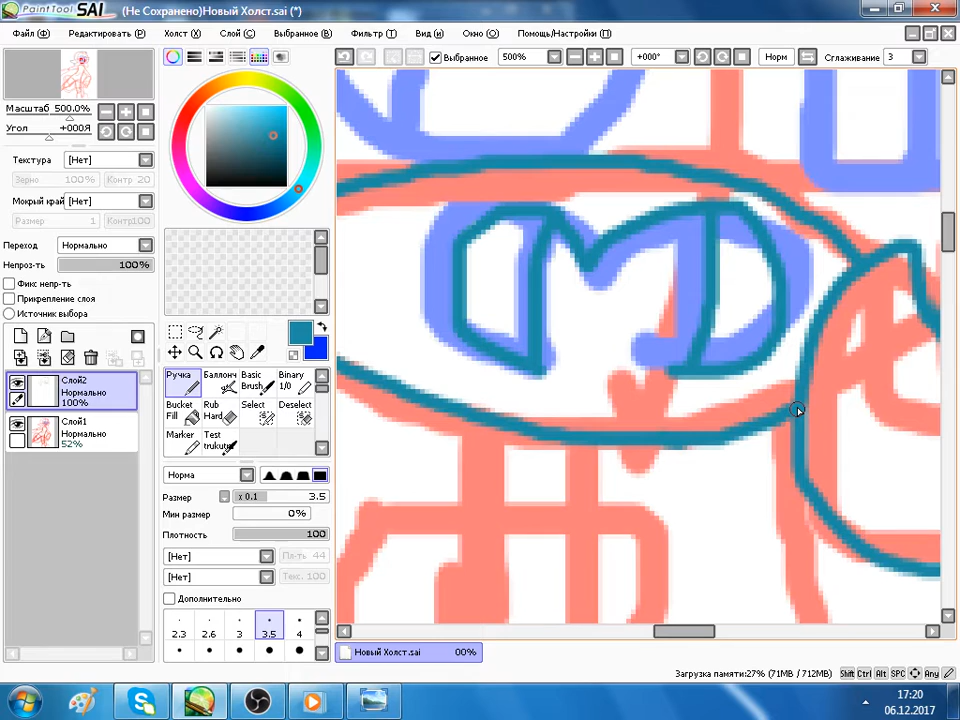 PaintTool SAI (Не Сохранено)Новый Холст.sai (*)
Файл (Ф) Редактировать (Р) Холст (X) Слой (С) Выбранное (В) Фильтр (Т) Вид (и) Окно (О) Помощь/Настройки (П)
Выбранное 500% +000° Норм Сглаживание 3
Масштаб 500.0%
Угол +000Я
Текстура [Нет]
Зерно 100% Контр 20
Мокрый край [Нет]
Размер 1 Контр100
Переход Нормально
Непроз-ть 100%
Фикс непр-ть
Прикрепление слоя
Источник выбора
Слой2
Нормально
100%
Слой1
Нормально
52%
Ручка Баллонч Basic Brush Binary 1/0
Bucket Fill Rub Hard Select Deselect
Marker Test trukutu
Норма
Размер x 0.1 3.5
Мин размер 0%
Плотность 100
[Нет] Пл-ть 44
[Нет] Текс. 100
Дополнительно
2.3 2.6 3 3.5 4
Новый Холст.sai 00%
Загрузка памяти:27% (71MB / 712MB) Shift Ctrl Alt SPC Any
17:20
06.12.2017